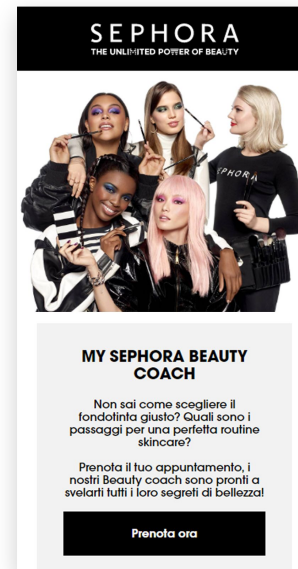 SEPHORA
THE UNLIMITED POWER OF BEAUTY
SEPHORA
MY SEPHORA BEAUTY
COACH
Non sai come scegliere il
fondotinta giusto? Quali sono i
passaggi per una perfetta routine
skincare?
Prenota il tuo appuntamento, i
nostri Beauty coach sono pronti a
svelarti tutti i loro segreti di bellezza!
Prenota ora